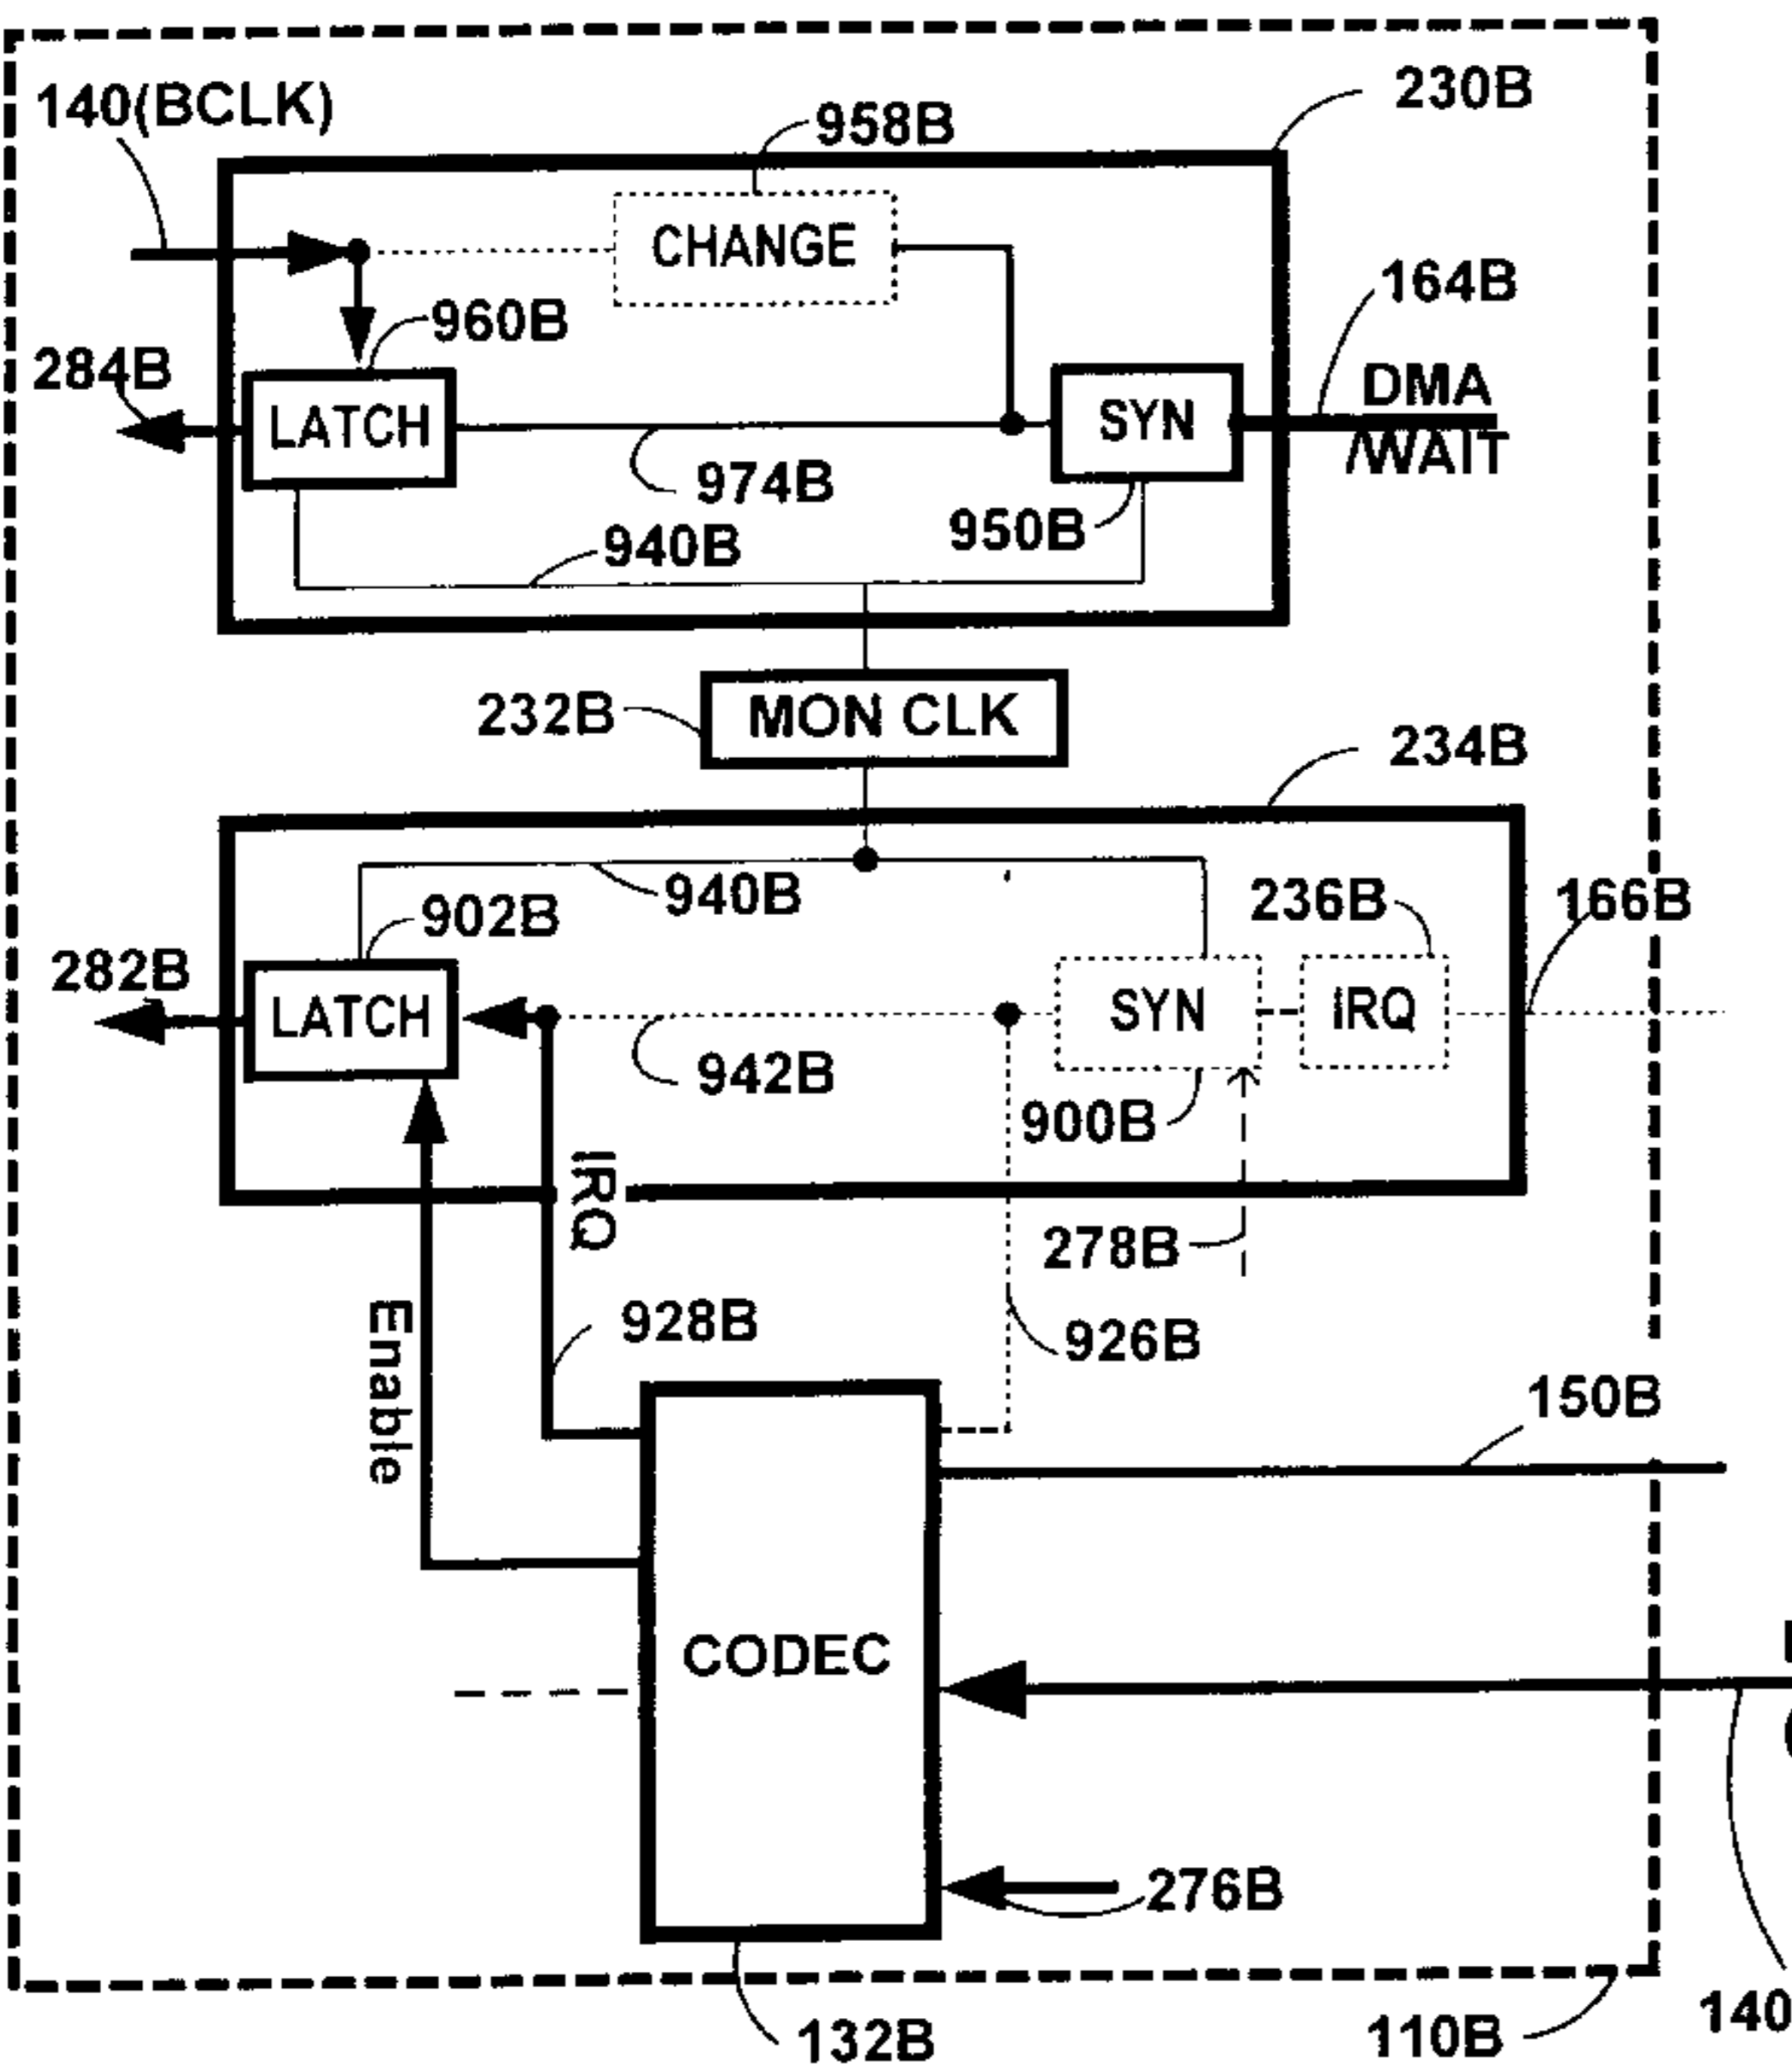 140(BCLK)
958B
230B
CHANGE
164B
960B
284B
LATCH
SYN
DMA
/WAIT
974B
950B
940B
232B
MON CLK
234B
940B
236B
166B
902B
282B
LATCH
SYN
IRQ
942B
900B
IRQ
278B
Enable
928B
926B
150B
CODEC
276B
132B
110B
140